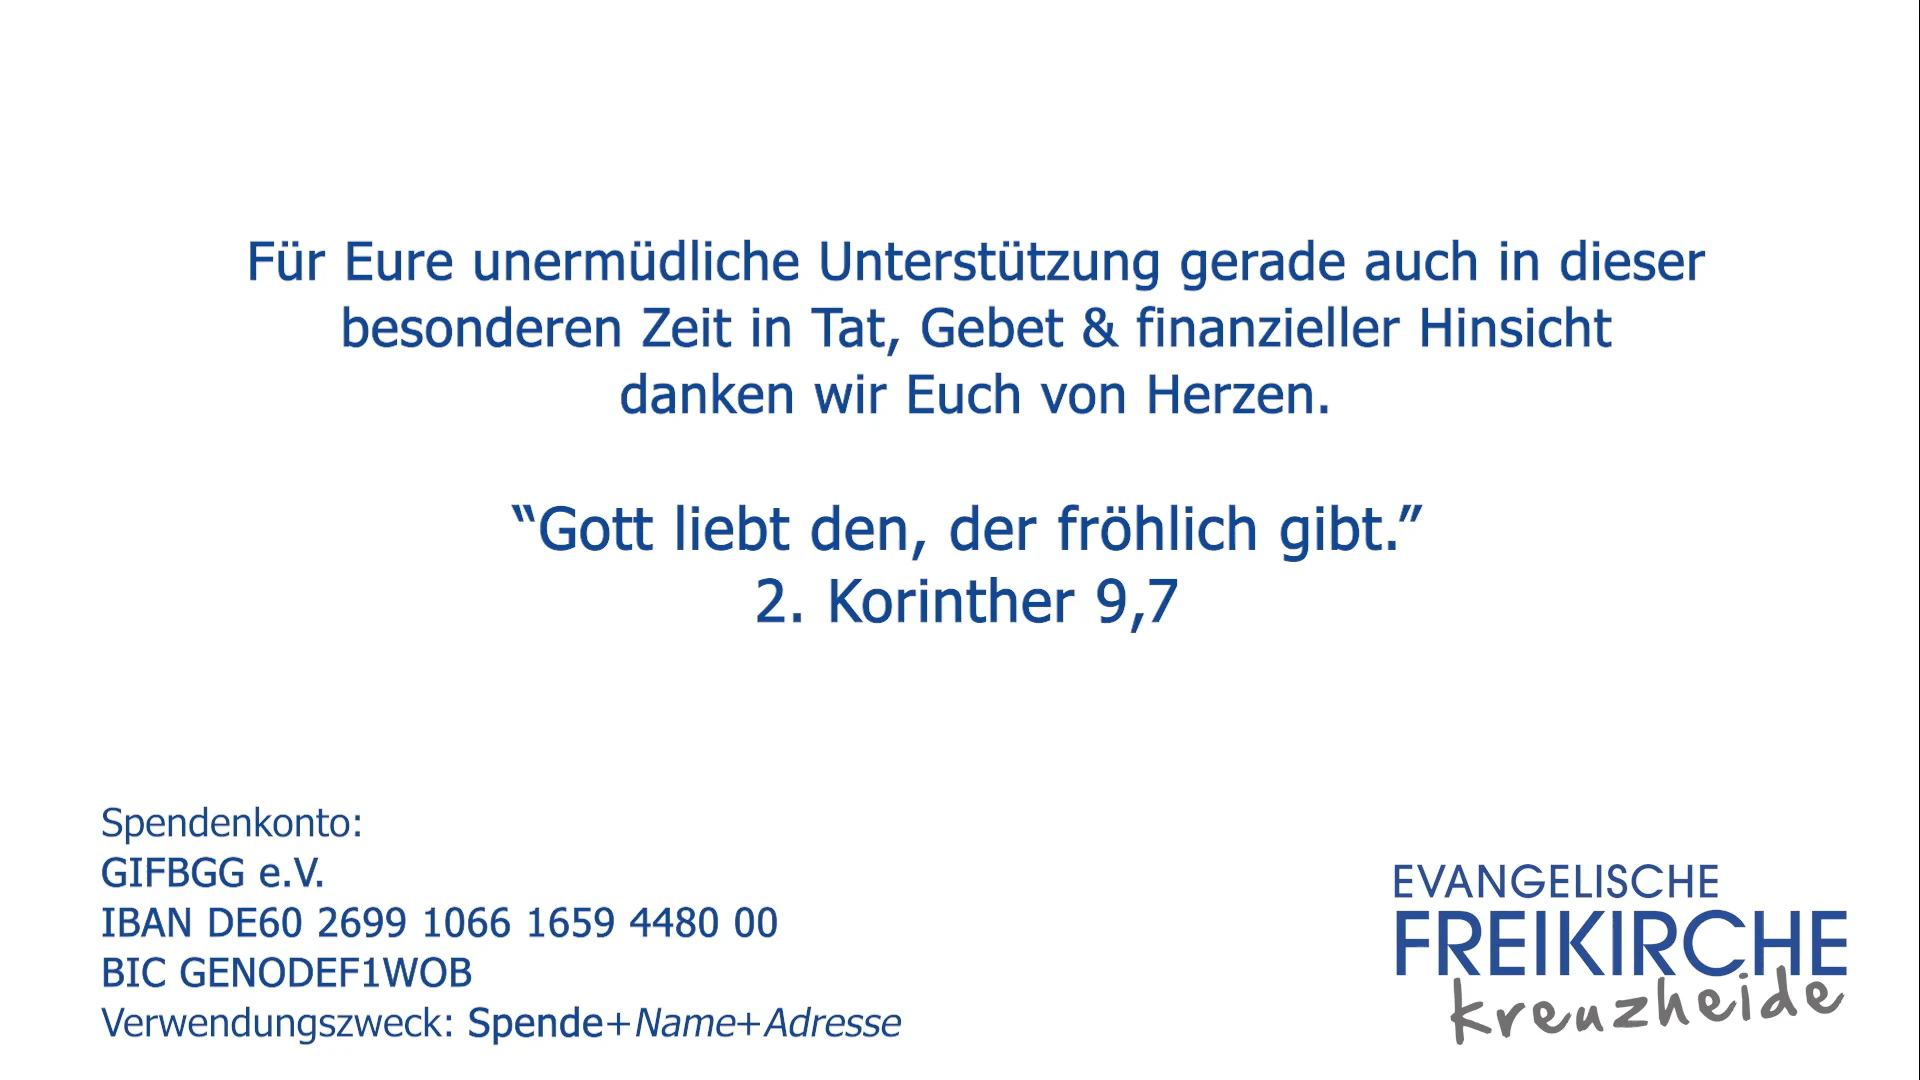 Für Eure unermüdliche Unterstützung gerade auch in dieser
besonderen Zeit in Tat, Gebet & finanzieller Hinsicht
danken wir Euch von Herzen.
“Gott liebt den, der fröhlich gibt.”
2. Korinther 9,7
Spendenkonto:
GIFBGG e.V.
IBAN DE60 2699 1066 1659 4480 00
BIC GENODEF1WOB
Verwendungszweck: Spende+Name+Adresse
EVANGELISCHE
FREIKIRCHE
kreuzheide